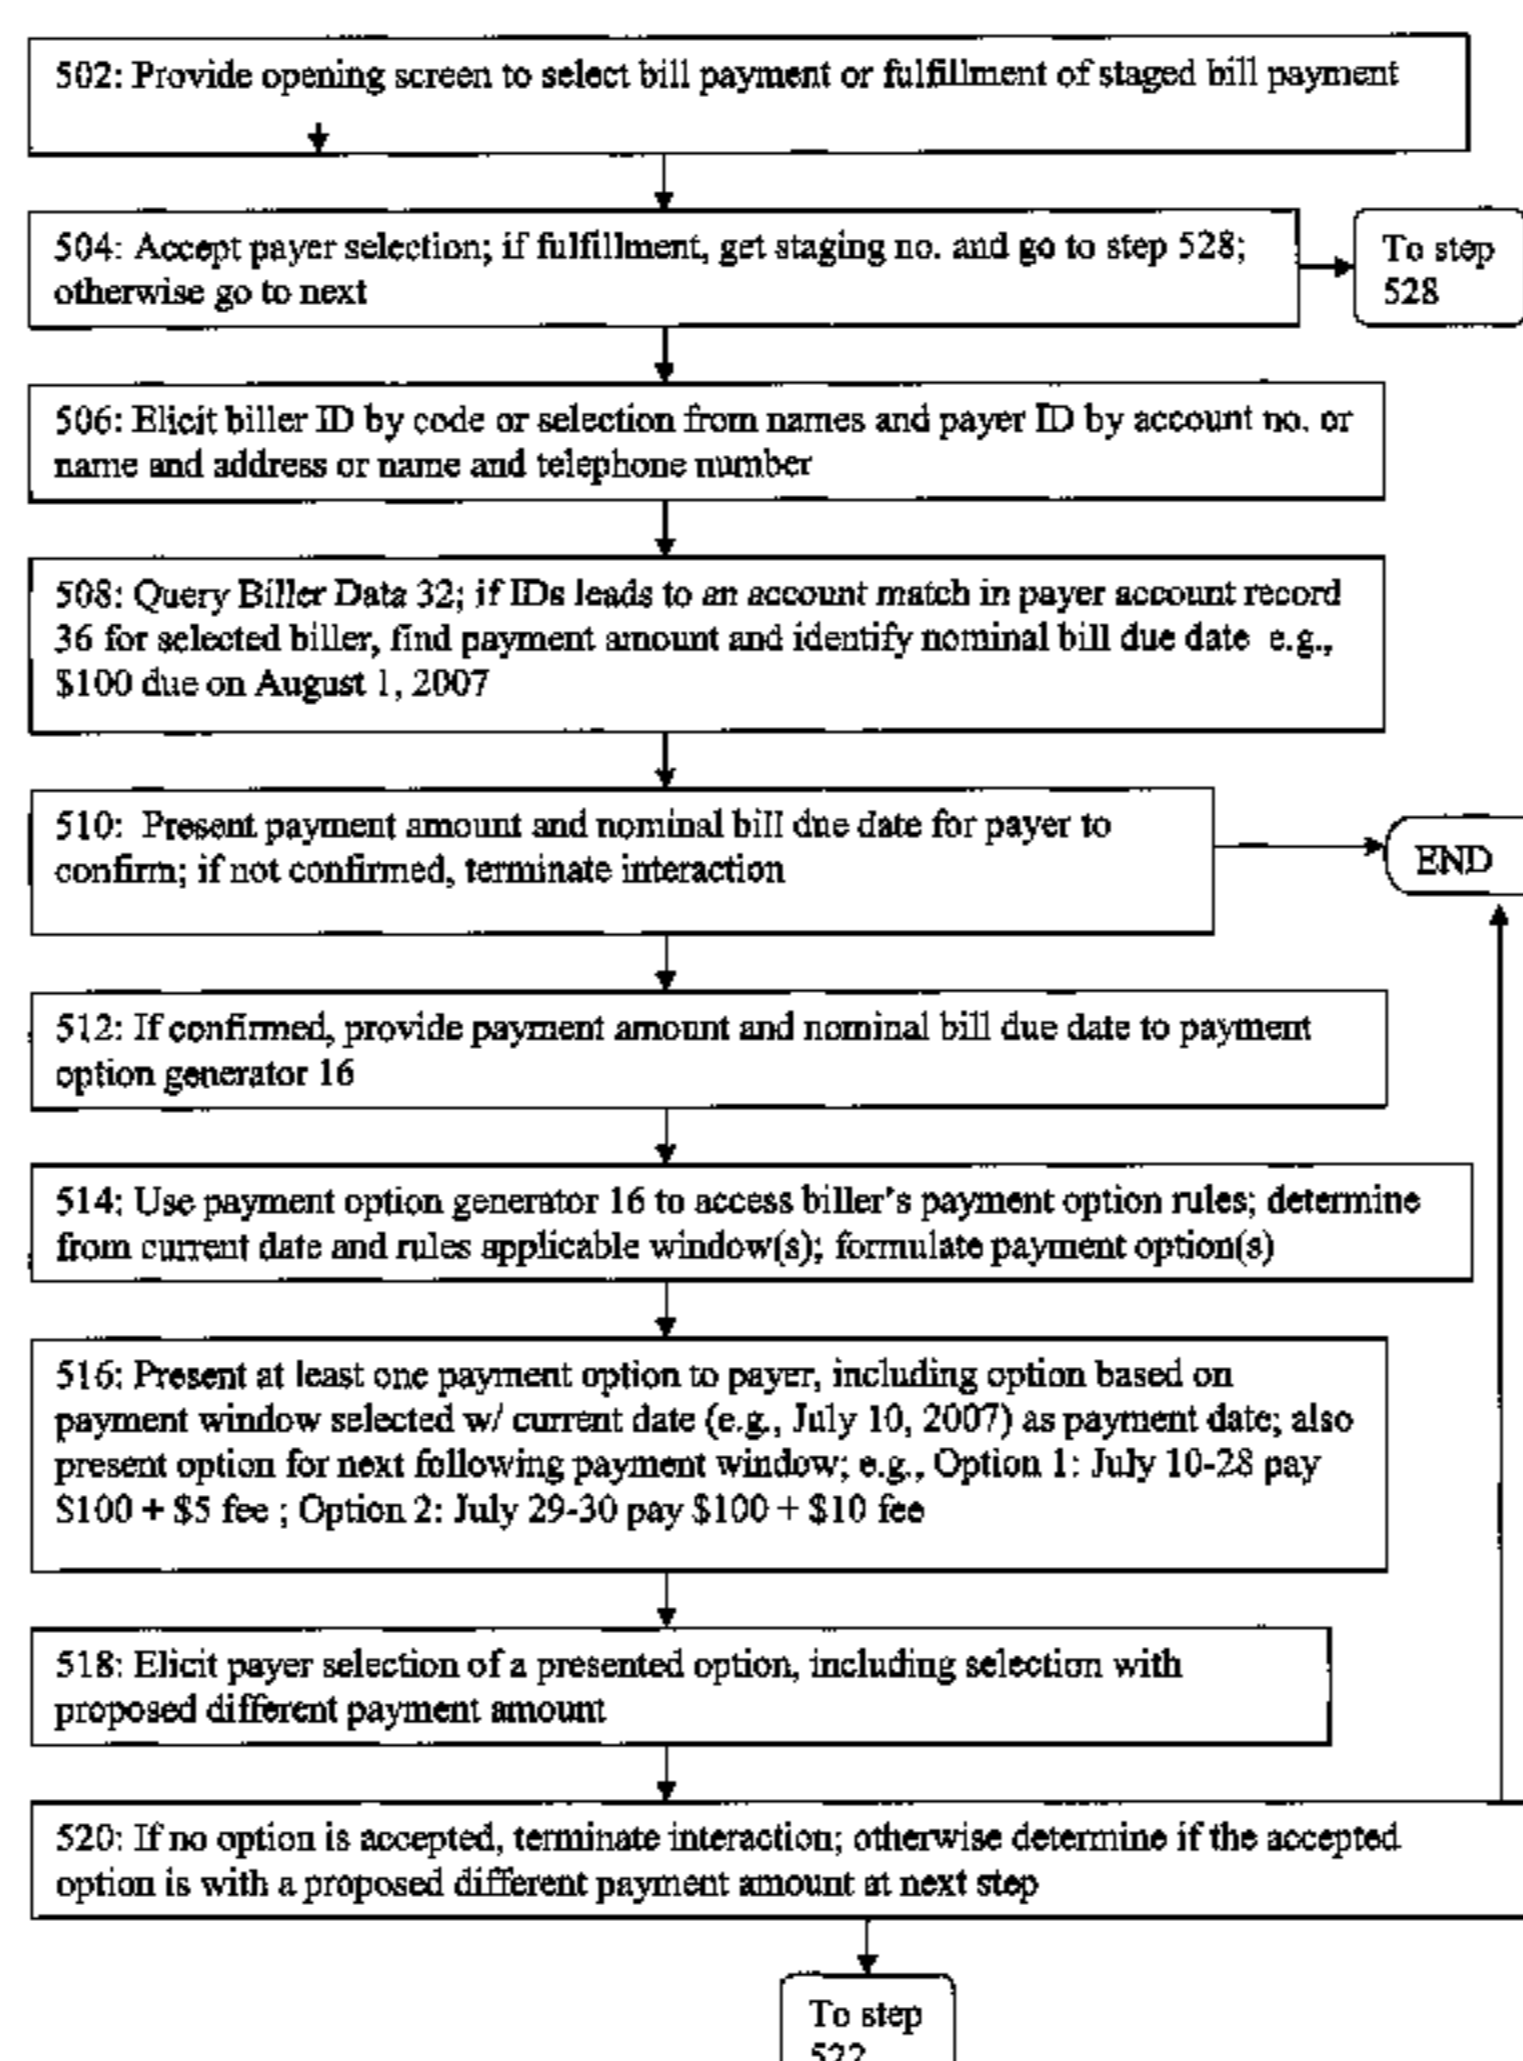 502: Provide opening screen to select bill payment or fulfillment of staged bill payment
504: Accept payer selection; if fulfillment, get staging no. and go to step 528;
otherwise go to next
To step
528
506: Elicit biller ID by code or selection from names and payer ID by account no. or
name and address or name and telephone number
508: Query Biller Data 32; if IDs leads to an account match in payer account record
36 for selected biller, find payment amount and identify nominal bill due date e.g.,
$100 due on August 1, 2007
510: Present payment amount and nominal bill due date for payer to
confirm; if not confirmed, terminate interaction
END
512: If confirmed, provide payment amount and nominal bill due date to payment
option generator 16
514: Use payment option generator 16 to access biller's payment option rules; determine
from current date and rules applicable window(s); formulate payment option(s)
516: Present at least one payment option to payer, including option based on
payment window selected w/ current date (e.g., July 10, 2007) as payment date; also
present option for next following payment window; e.g., Option 1: July 10-28 pay
$100 + $5 fee ; Option 2: July 29-30 pay $100 + $10 fee
518: Elicit payer selection of a presented option, including selection with
proposed different payment amount
520: If no option is accepted, terminate interaction; otherwise determine if the accepted
option is with a proposed different payment amount at next step
To step
522